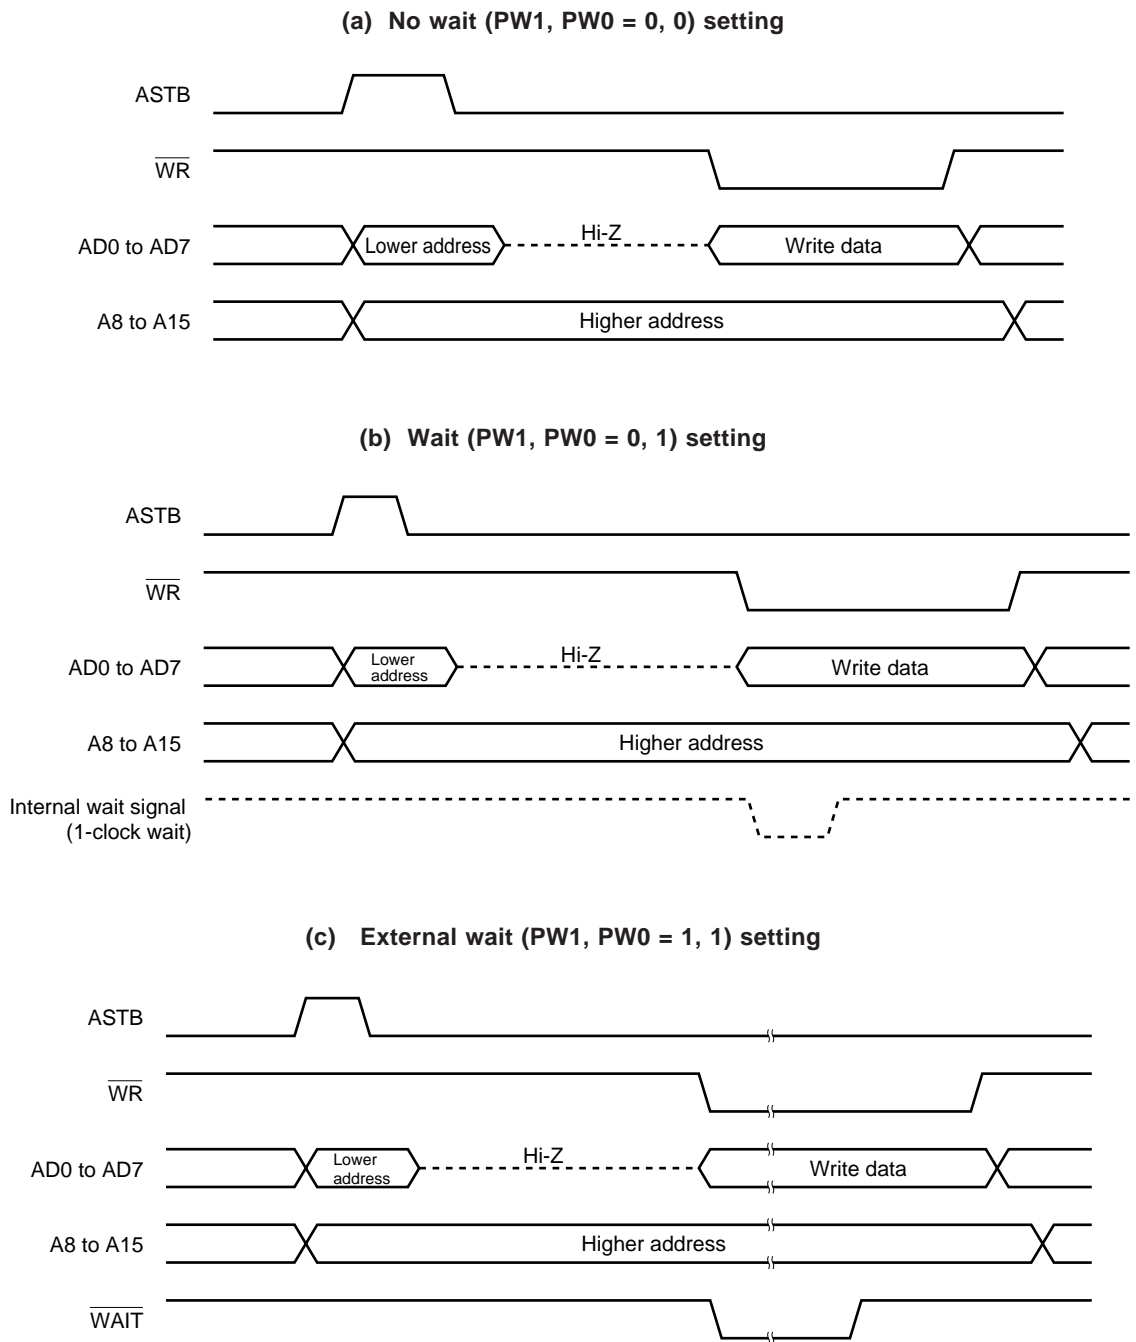 (a) No wait (PW1, PW0 = 0, 0) setting
ASTB
WR
AD0 to AD7
Lower address
Hi-Z
Write data
A8 to A15
Higher address
(b) Wait (PW1, PW0 = 0, 1) setting
ASTB
WR
AD0 to AD7
Lower
address
Hi-Z
Write data
A8 to A15
Higher address
Internal wait signal
(1-clock wait)
(c) External wait (PW1, PW0 = 1, 1) setting
ASTB
WR
AD0 to AD7
Lower
address
Hi-Z
Write data
A8 to A15
Higher address
WAIT